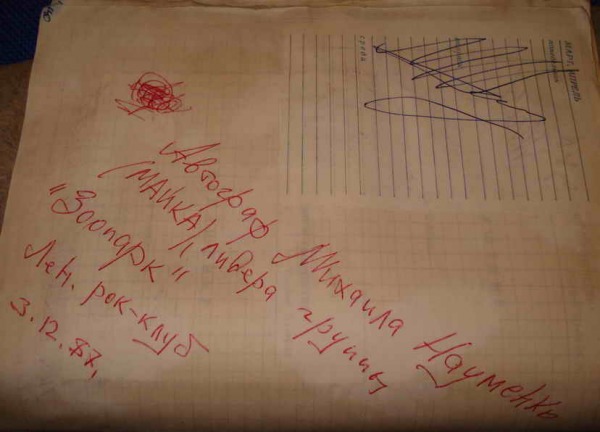 Автограф Михаила Науменко
(МАЙКА), лидера группы
"Зоопарк"
Лен. рок-клуб
3.12.87,